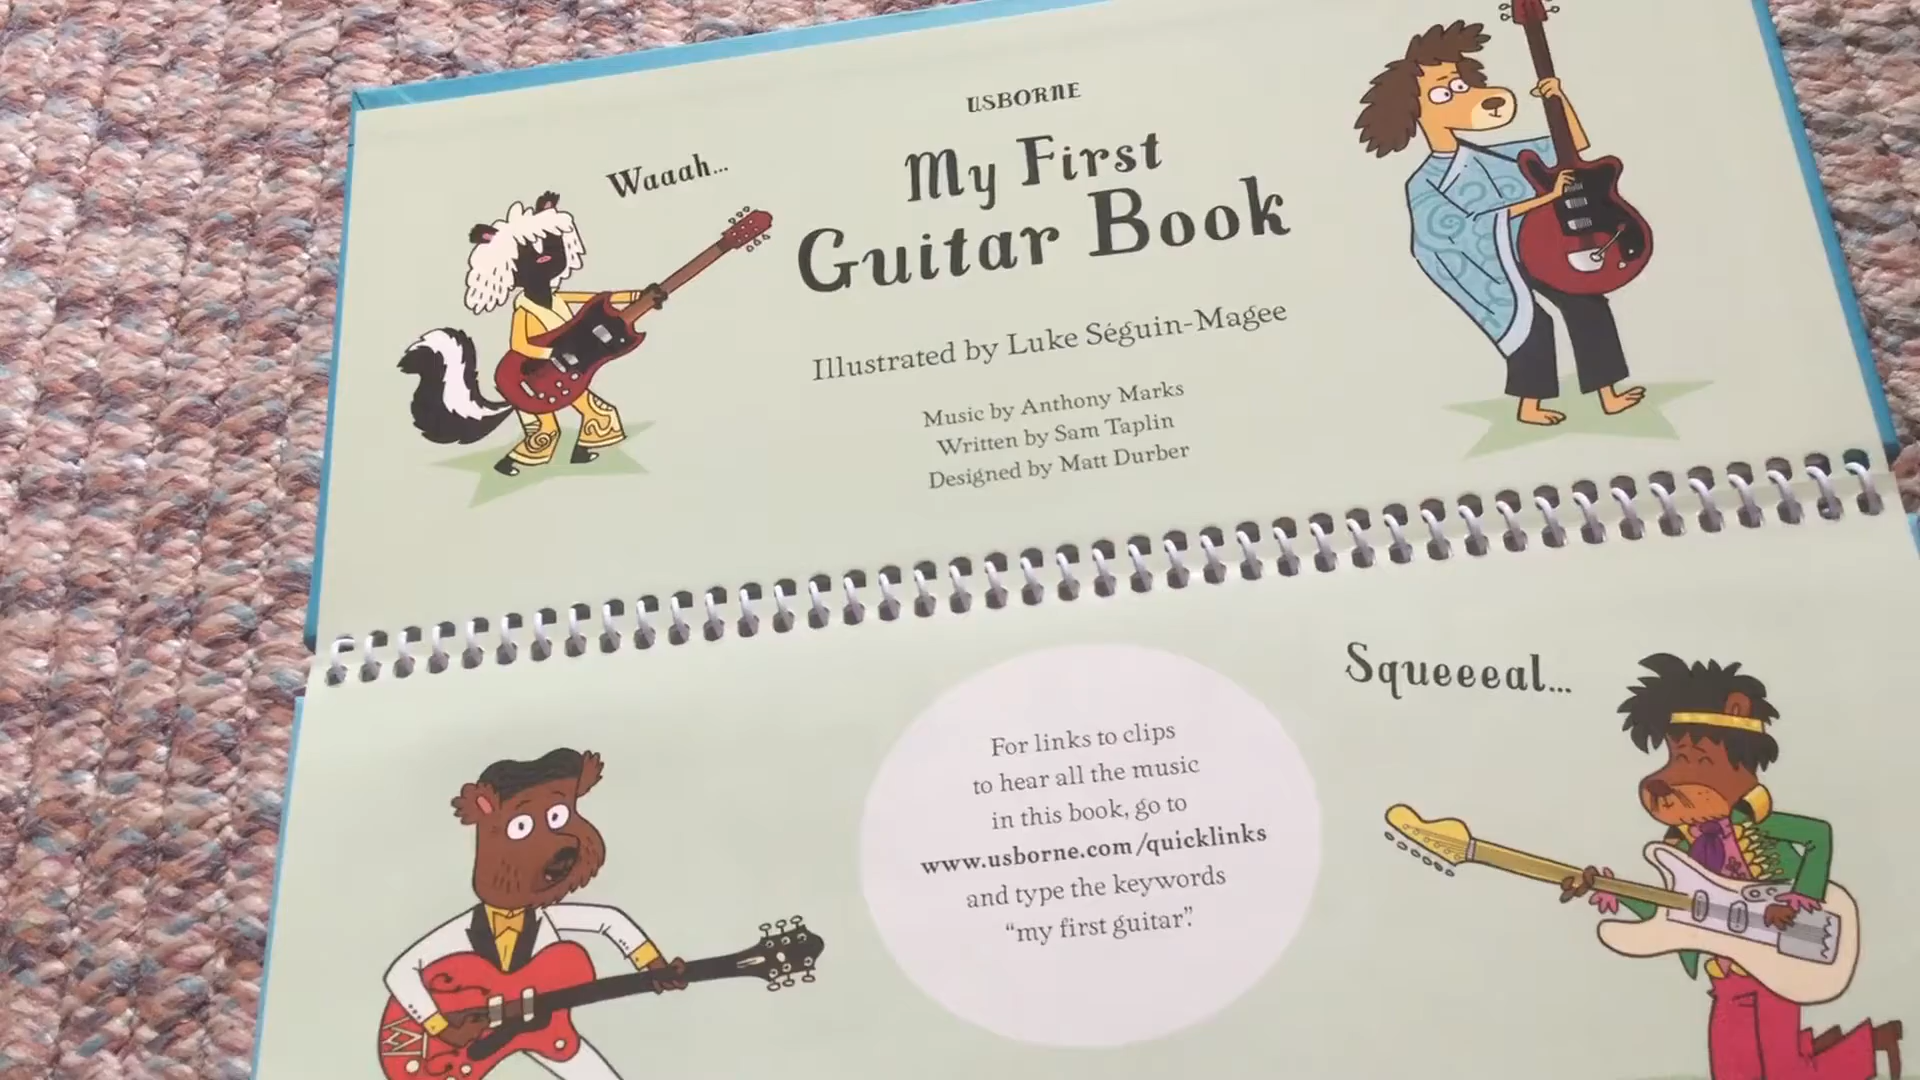 USBORNE
Waaah...
My First
Guitar Book
Illustrated by Luke Séguin-Magee
Music by Anthony Marks
Written by Sam Taplin
Designed by Matt Durber
Squeeeal...
For links to clips
to hear all the music
in this book, go to
www.usborne.com/quicklinks
and type the keywords
“my first guitar”.